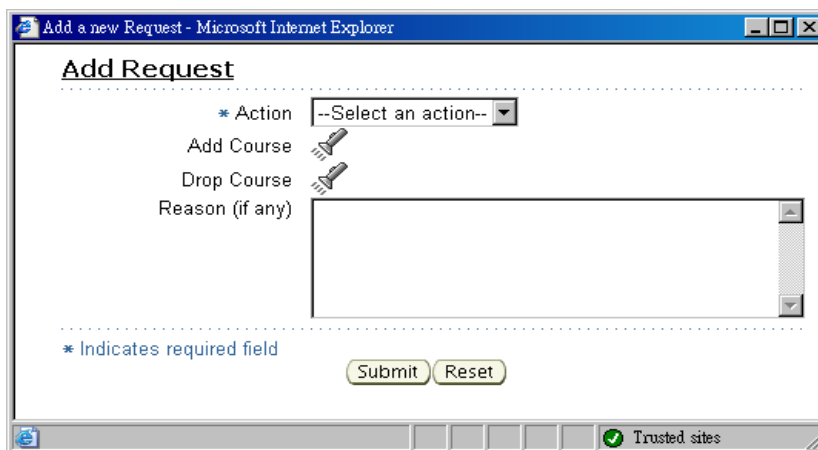 Add a new Request - Microsoft Internet Explorer
Add Request
* Action --Select an action--
Add Course
Drop Course
Reason (if any)
* Indicates required field
Submit Reset
Trusted sites